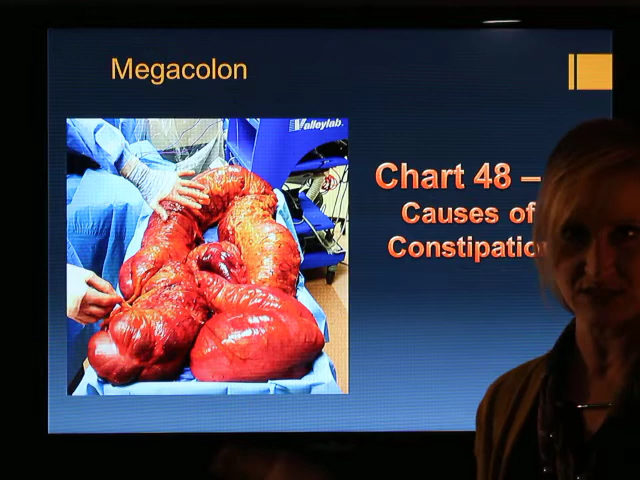 Megacolon
Valleylab.
Chart 48 –
Causes of
Constipatio